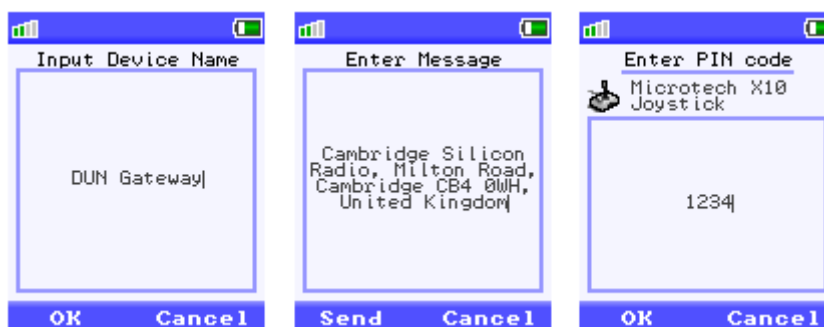 Input Device Name
DUN Gateway
OK Cancel
Enter Message
Cambridge Silicon
Radio, Milton Road,
Cambridge CB4 0WH,
United Kingdom
Send Cancel
Enter PIN code
Microtech X10
Joystick
1234
OK Cancel